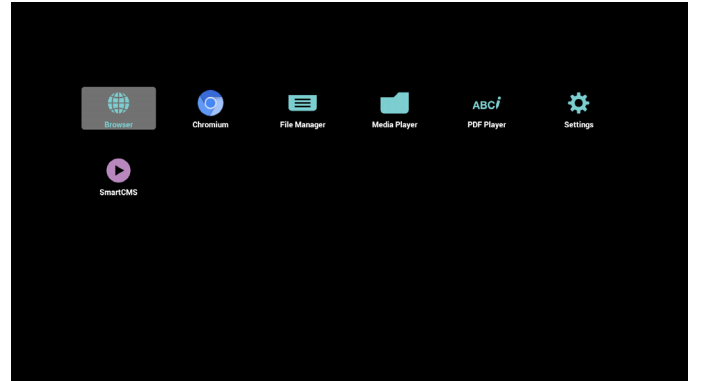 Browser
Chromium
File Manager
Media Player
ABCi
PDF Player
Settings
SmartCMS